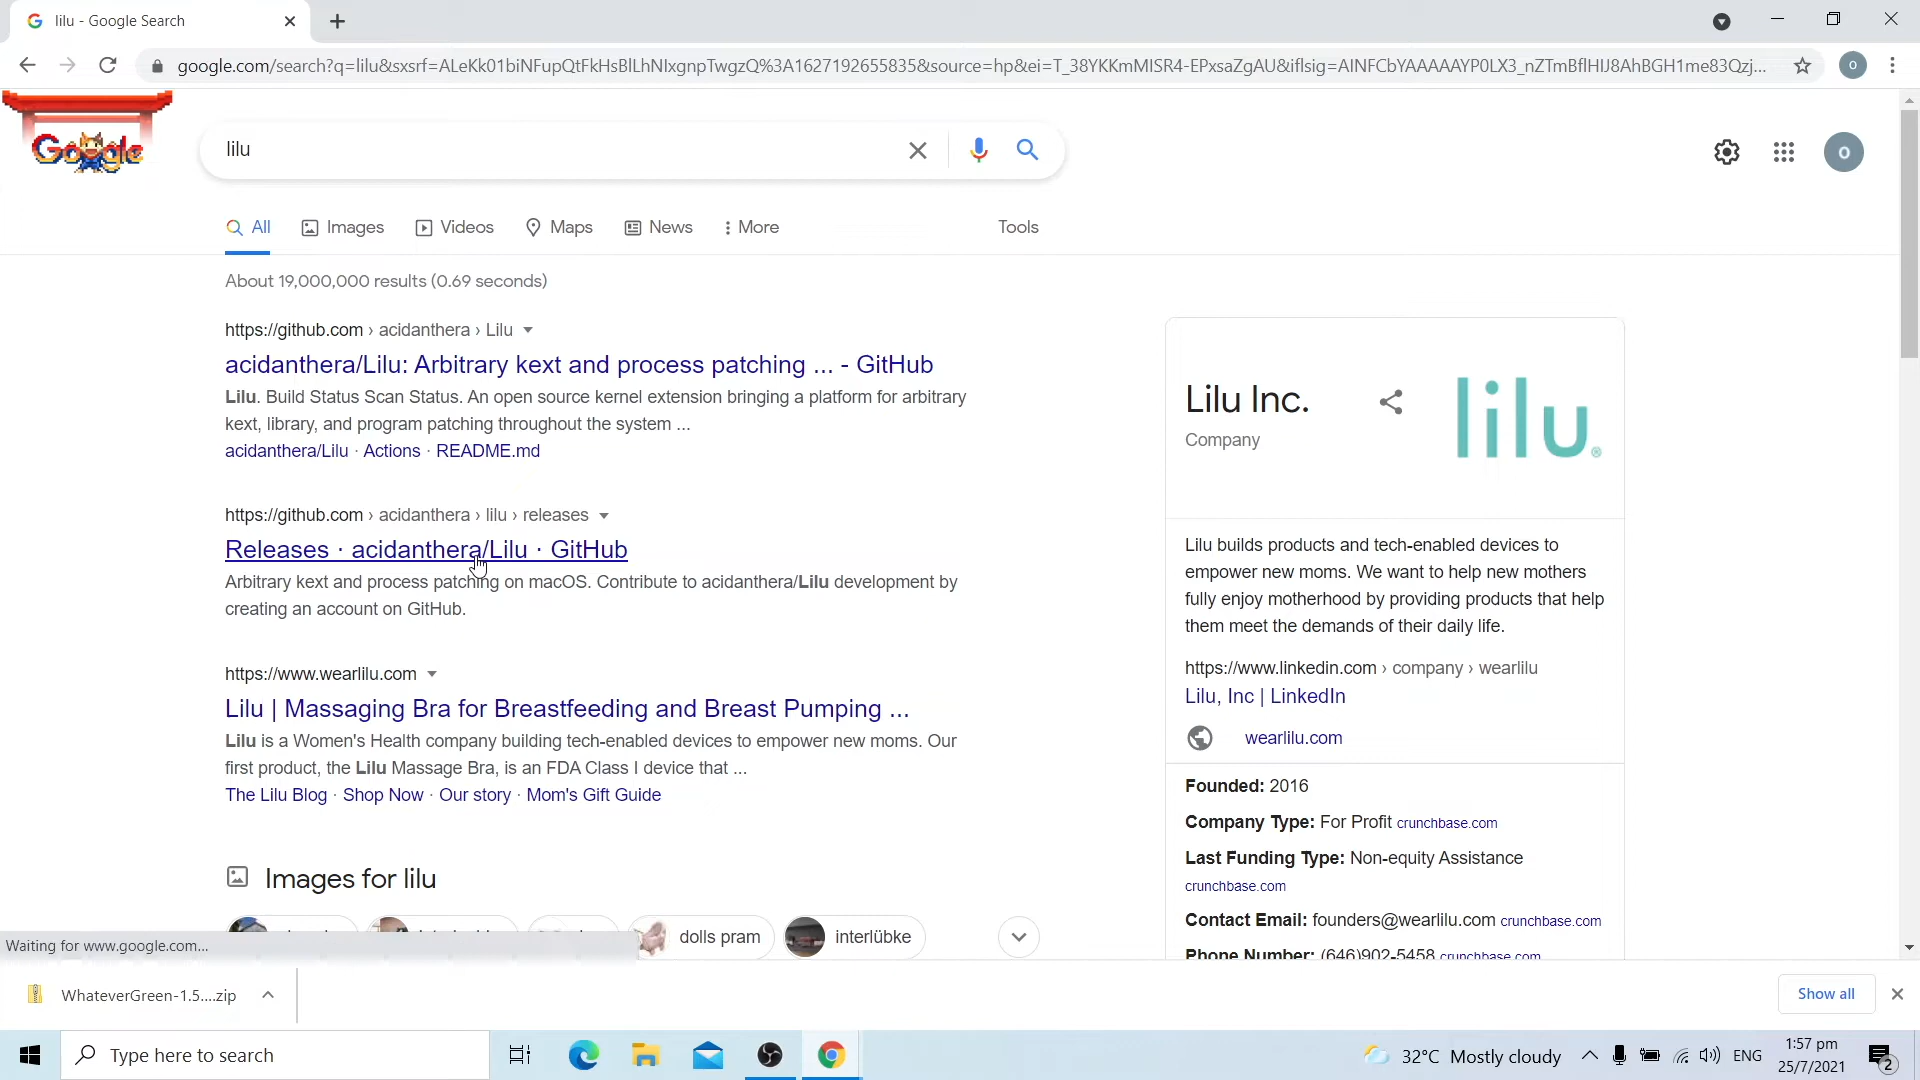 lilu - Google Search
google.com/search?q=lilu&sxsrf=ALeKk01biNFupQtFkHsBlLhNlxgnpTwgzQ%3A1627192655835&source=hp&ei=T_38YKKmMISR4-EPxsaZgAU&iflsig=AINFCbYAAAAAYP0LX3_nZTmBflHIJ8AhBGH1me83Qzj...
O
Google
lilu
O
All
Images
Videos
Maps
News
More
Tools
About 19,000,000 results (0.69 seconds)
https://github.com › acidanthera › Lilu
acidanthera/Lilu: Arbitrary kext and process patching ... - GitHub
Lilu. Build Status Scan Status. An open source kernel extension bringing a platform for arbitrary
kext, library, and program patching throughout the system ...
acidanthera/Lilu · Actions · README.md
https://github.com › acidanthera › lilu › releases
Releases · acidanthera/Lilu · GitHub
Arbitrary kext and process patching on macOS. Contribute to acidanthera/Lilu development by
creating an account on GitHub.
https://www.wearlilu.com
Lilu | Massaging Bra for Breastfeeding and Breast Pumping ...
Lilu is a Women's Health company building tech-enabled devices to empower new moms. Our
first product, the Lilu Massage Bra, is an FDA Class I device that ...
The Lilu Blog · Shop Now · Our story · Mom's Gift Guide
Images for lilu
dolls pram
interlübke
Lilu Inc.
Company
lilu®
Lilu builds products and tech-enabled devices to
empower new moms. We want to help new mothers
fully enjoy motherhood by providing products that help
them meet the demands of their daily life.
https://www.linkedin.com › company › wearlilu
Lilu, Inc | LinkedIn
wearlilu.com
Founded: 2016
Company Type: For Profit crunchbase.com
Last Funding Type: Non-equity Assistance
crunchbase.com
Contact Email: founders@wearlilu.com crunchbase.com
Phone Number: (646)902-5458 crunchbase.com
Waiting for www.google.com...
WhateverGreen-1.5....zip
Show all
Type here to search
32°C Mostly cloudy
ENG
1:57 pm
25/7/2021
2